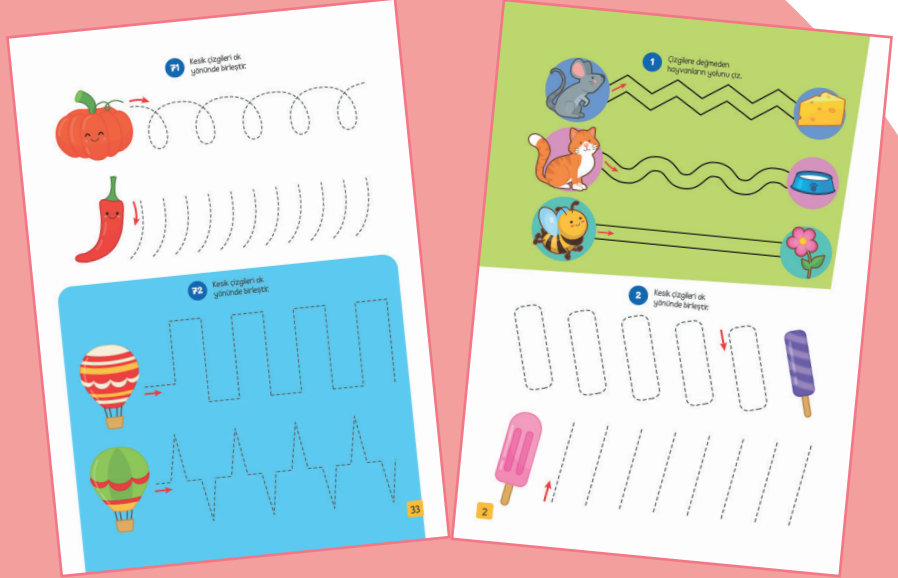 71
Kesik çizgileri ok
yönünde birleştir.
72
Kesik çizgileri ok
yönünde birleştir.
33
1
Çizgilere değmeden
hayvanların yolunu çiz.
2
Kesik çizgileri ok
yönünde birleştir.
2